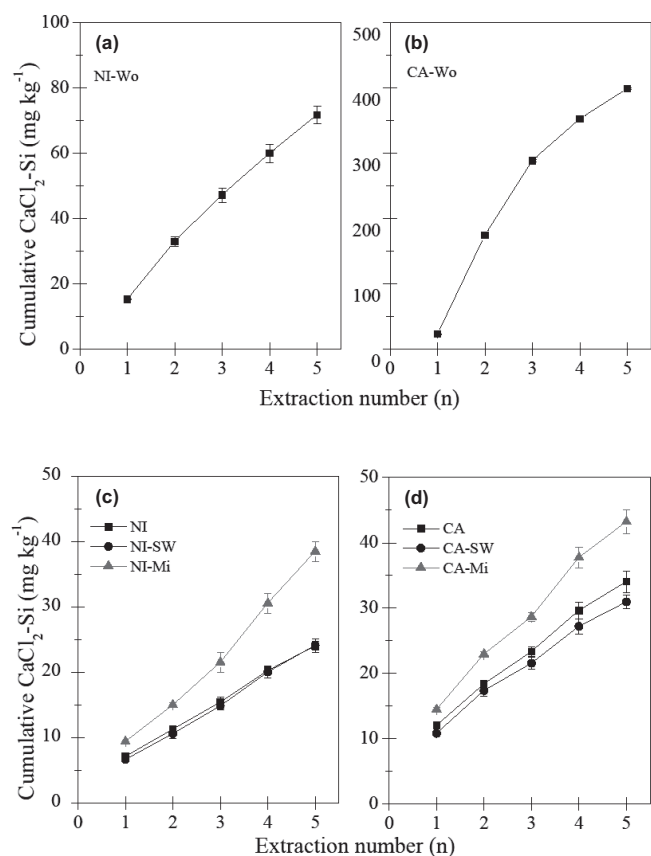 Cumulative CaCl₂-Si (mg kg⁻¹)
100
80
60
40
20
0
(a)
NI-Wo
0 1 2 3 4 5
500
400
300
200
100
0
(b)
CA-Wo
0 1 2 3 4 5
Extraction number (n)
Cumulative CaCl₂-Si (mg kg⁻¹)
50
40
30
20
10
0
(c)
NI
NI-SW
NI-Mi
0 1 2 3 4 5
Extraction number (n)
50
40
30
20
10
0
(d)
CA
CA-SW
CA-Mi
0 1 2 3 4 5
Extraction number (n)